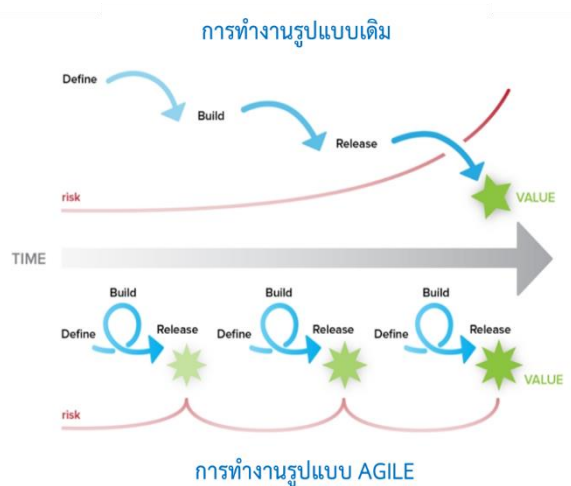 การทำงานรูปแบบเดิม
Define
Build
Release
risk
VALUE
TIME
Build
Build
Build
Define
Release
Define
Release
Define
Release
VALUE
risk
การทำงานรูปแบบ AGILE